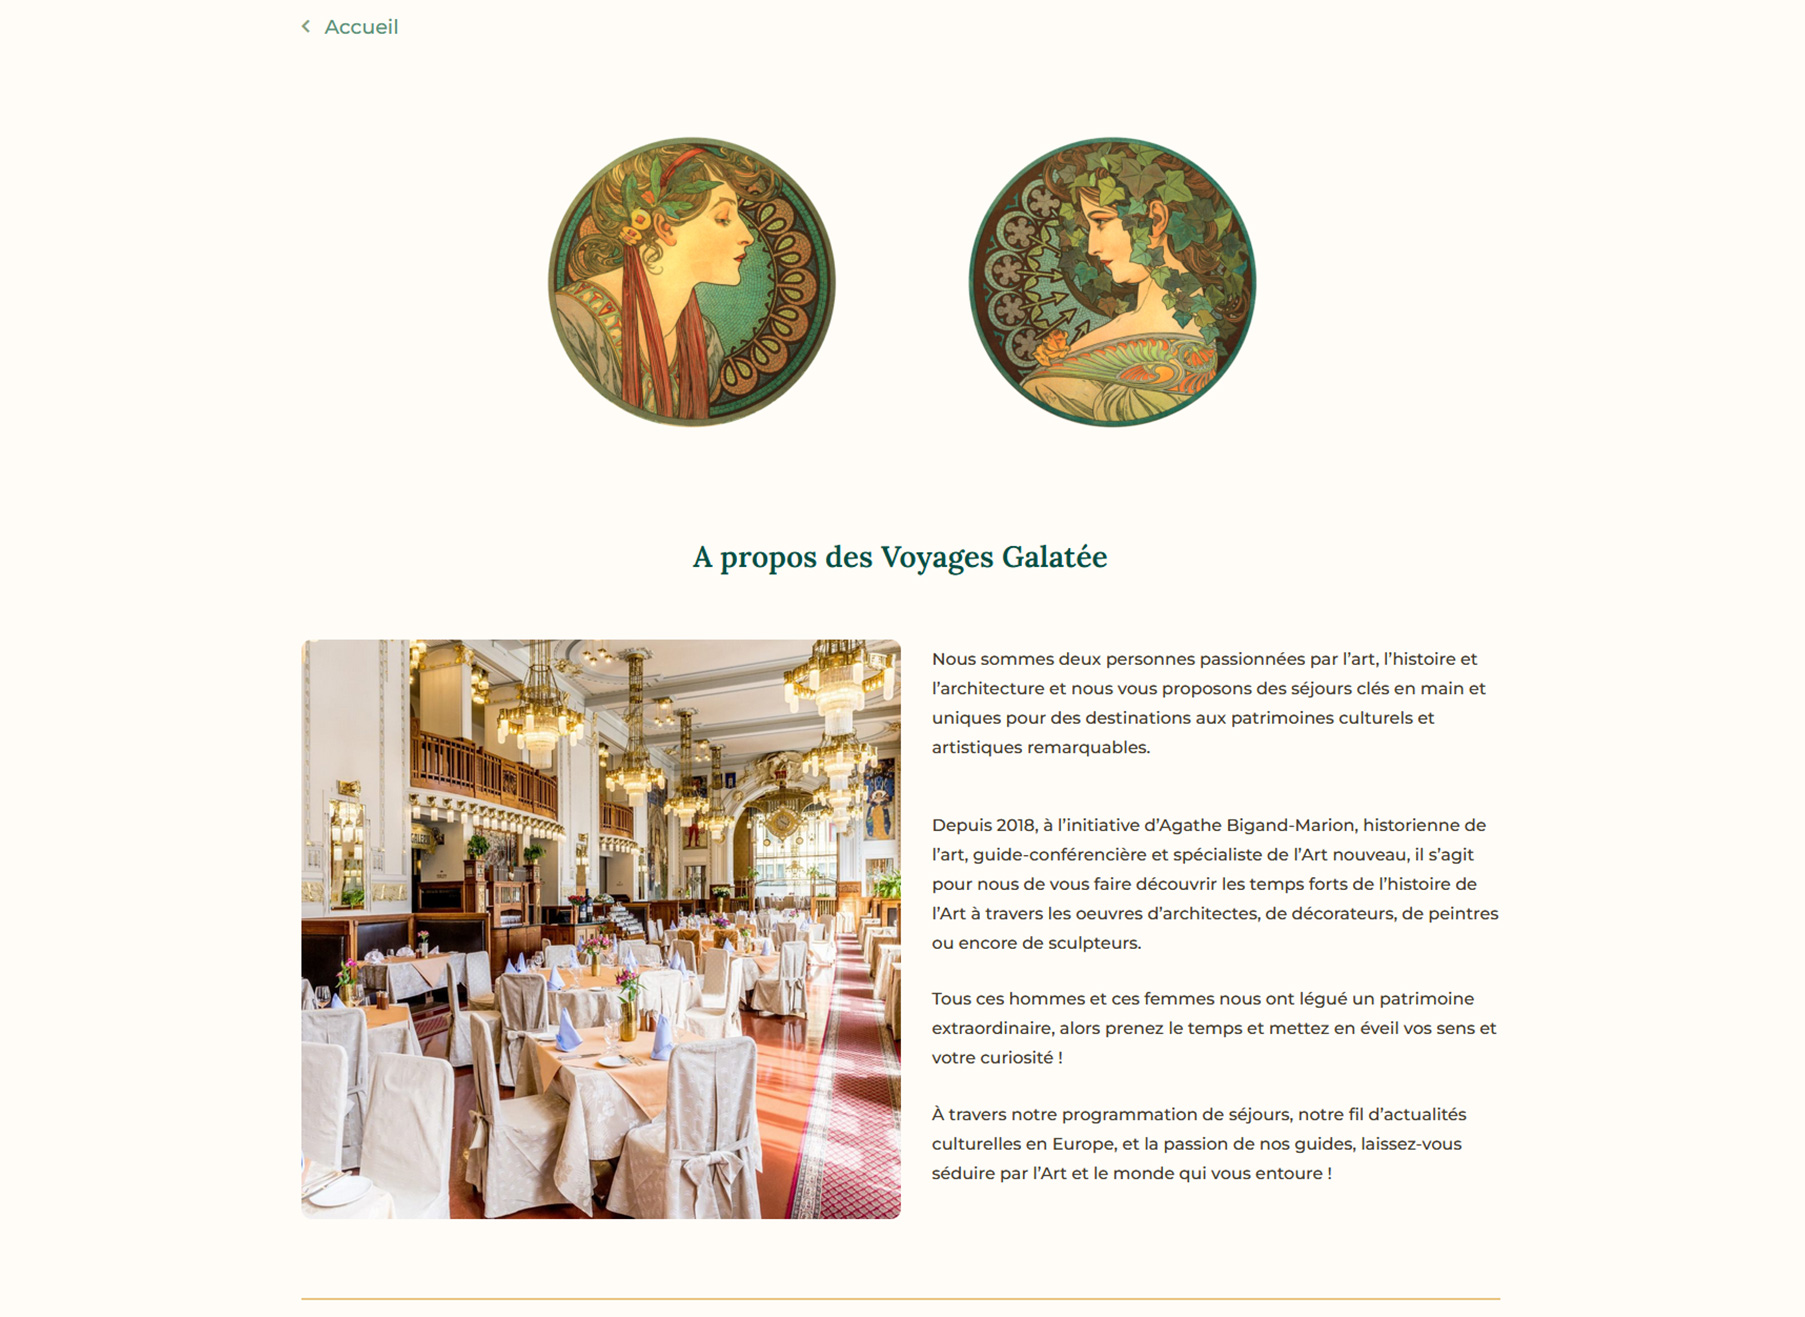 Accueil
A propos des Voyages Galatée
Nous sommes deux personnes passionnées par l’art, l’histoire et
l’architecture et nous vous proposons des séjours clés en main et
uniques pour des destinations aux patrimoines culturels et
artistiques remarquables.
Depuis 2018, à l’initiative d’Agathe Bigand-Marion, historienne de
l’art, guide-conférencière et spécialiste de l’Art nouveau, il s’agit
pour nous de vous faire découvrir les temps forts de l’histoire de
l’Art à travers les oeuvres d’architectes, de décorateurs, de peintres
ou encore de sculpteurs.
Tous ces hommes et ces femmes nous ont légué un patrimoine
extraordinaire, alors prenez le temps et mettez en éveil vos sens et
votre curiosité !
À travers notre programmation de séjours, notre fil d’actualités
culturelles en Europe, et la passion de nos guides, laissez-vous
séduire par l’Art et le monde qui vous entoure !